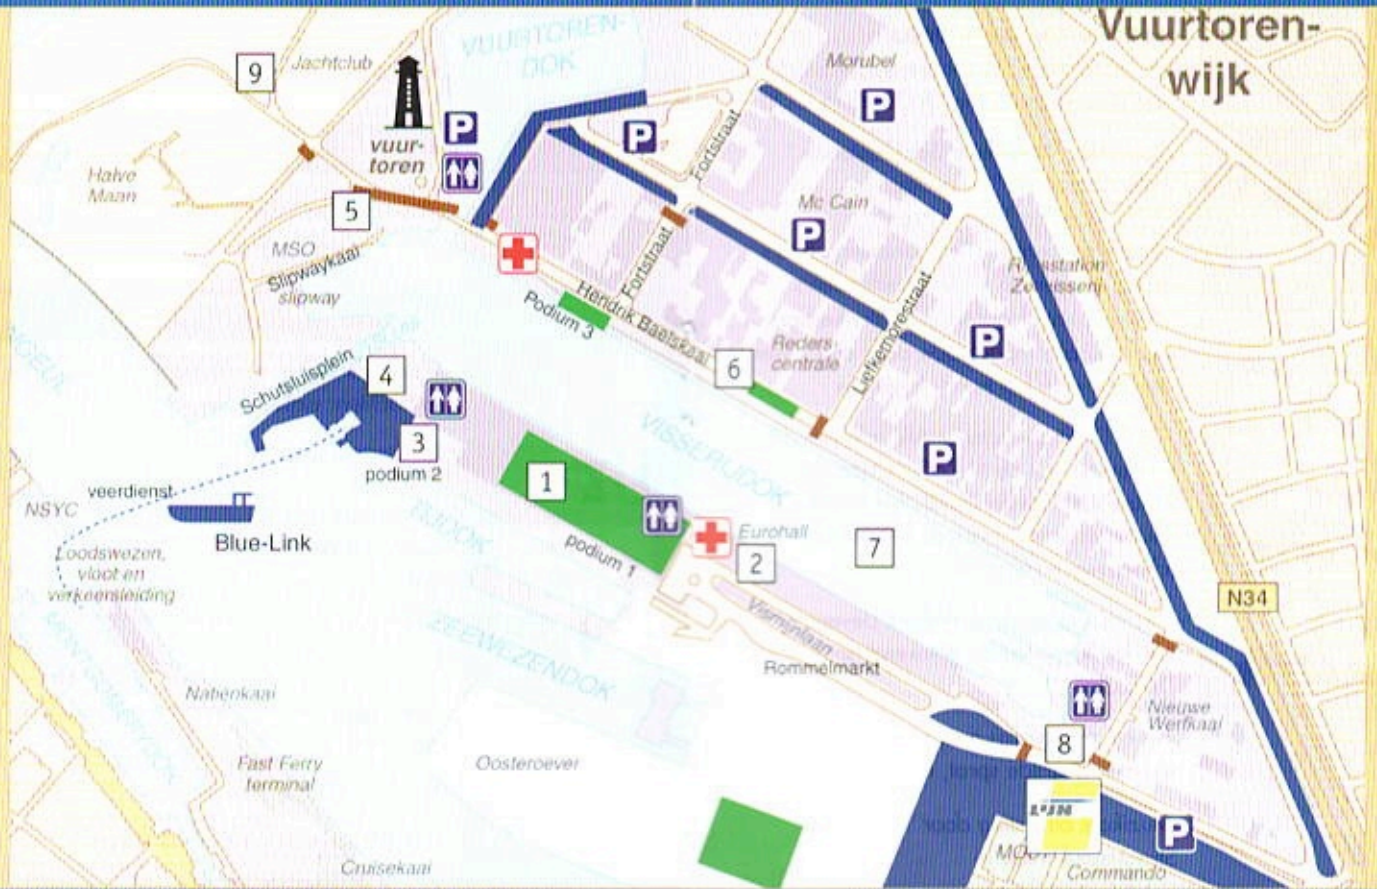 Vuurtoren-
wijk
VUURTOREN-
DOK
Morubel
9
Jachtclub
P
P
P
vuur-
toren
Fortstraat
Halve
Maan
5
Mc Cain
P
MSO
Slipwaykaai
slipway
Fortstraat
Podium 3
Hendrik Baelskaai
Liefkemorestraat
P
Reders
centrale
6
Schutsluisplein
4
3
podium 2
VISSERIJDOK
P
1
veerdienst
NSYC
Blue-Link
Loodswezen,
vloot en
verkeersleiding
podium 1
Eurohall
2
7
N34
Vismijnlaan
Rommelmarkt
ZEEWEZENDOK
MONTGOMERYDOK
Natiënkaai
Nieuwe
Werfkaai
8
Fast Ferry
terminal
Oosteroever
P
Cruisekaai
Commando